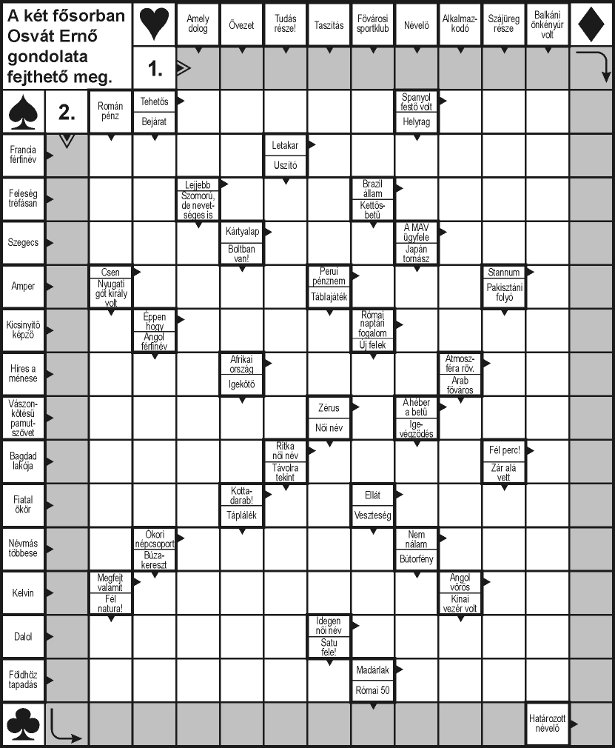 A két fősorban
Osvát Ernő
gondolata
fejthető meg.
Amely
dolog
Övezet
Tudás
része!
Taszítás
Fővárosi
sportklub
Névelő
Alkalmaz-
kodó
Szájüreg
része
Balkáni
önkényúr
volt
1.
2.
Román
pénz
Tehetős
Bejárat
Spanyol
festő volt
Helyrag
Francia
férfinév
Letakar
Uszító
Feleség
tréfásan
Lejjebb
Szomorú,
de nevet-
séges is
Brazil
állam
Kettős-
betű
Szegecs
Kártyalap
Boltban
van!
A MÁV
ügyfele
Japán
tornász
Amper
Csen
Nyugati
gót király
volt
Perui
pénznem
Táblajáték
Stannum
Pakisztáni
folyó
Kicsinyítő
képző
Éppen
hogy
Angol
férfinév
Római
naptári
fogalom
Új felek
Híres a
ménese
Afrikai
ország
Igekötő
Atmosz-
féra röv.
Arab
főváros
Vászon-
kötésű
pamut-
szövet
Zérus
Női név
A héber
a betű
Ige-
végződés
Bagdad
lakója
Ritka
női név
Távolra
tekint
Fél perc!
Zár alá
vett
Fiatal
ökör
Kotta-
darab!
Táplálék
Ellát
Veszteség
Névmás
többese
Ókori
népcsoport
Búza-
kereszt
Nem
nálam
Bútorfény
Kelvin
Megfejt
valamit
Fél
natura!
Angol
vörös
Kínai
vezér volt
Dalol
Idegen
női név
Satu
fele!
Földhöz
tapadás
Madárlak
Római 50
Határozott
névelő